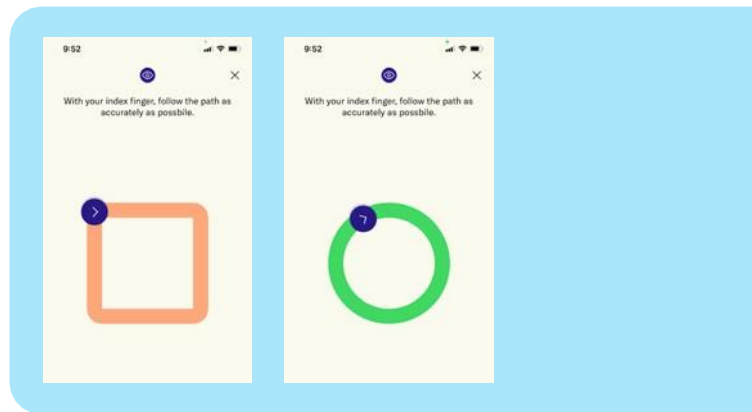 9:52
With your index finger, follow the path as
accurately as possbile.
9:52
With your index finger, follow the path as
accurately as possbile.